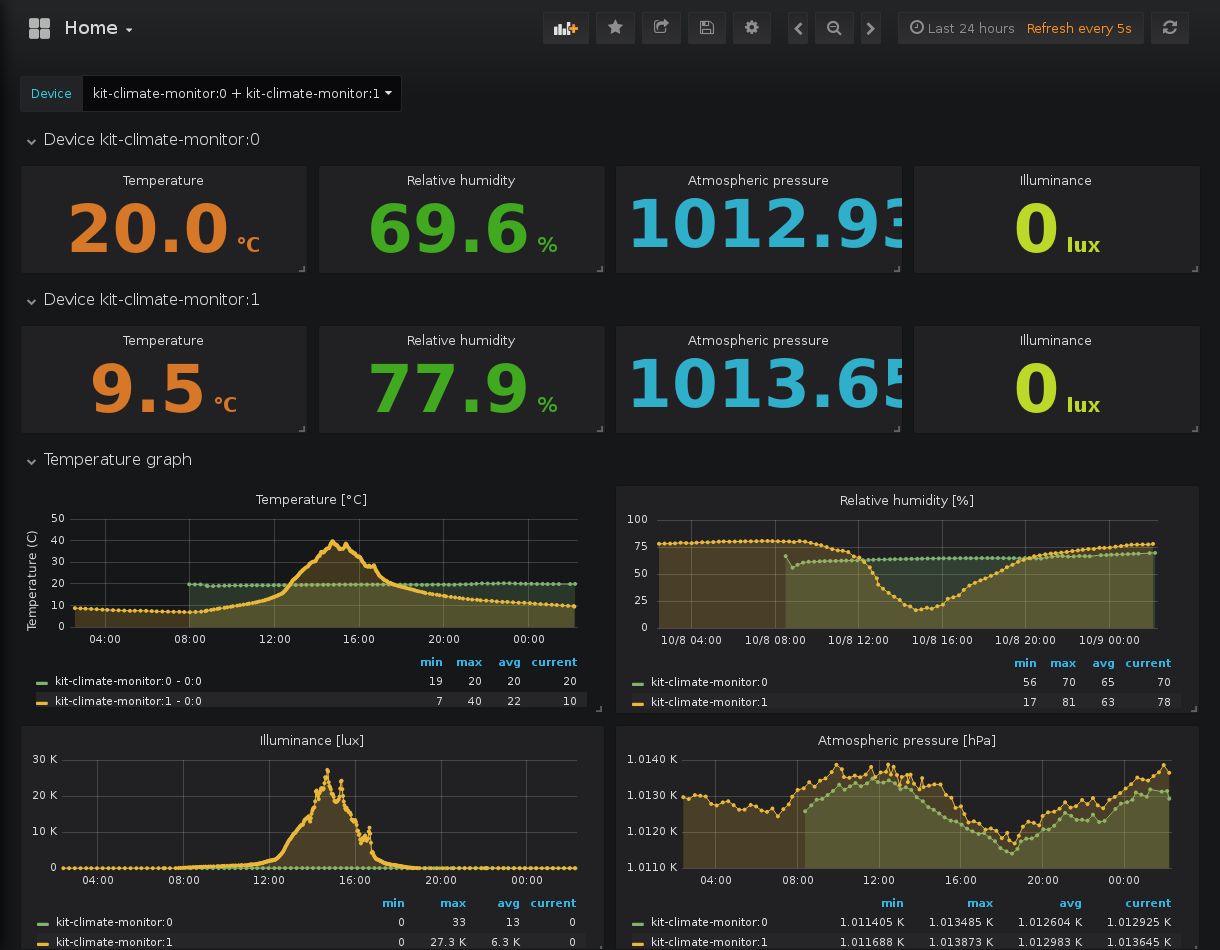 Home
Last 24 hours Refresh every 5s
Device kit-climate-monitor:0 + kit-climate-monitor:1
Device kit-climate-monitor:0
Temperature Relative humidity Atmospheric pressure Illuminance
20.0 °C 69.6 % 1012.93 0 lux
Device kit-climate-monitor:1
Temperature Relative humidity Atmospheric pressure Illuminance
9.5 °C 77.9 % 1013.65 0 lux
Temperature graph
Temperature [°C]
Temperature (C)
50
40
30
20
10
0
04:00 08:00 12:00 16:00 20:00 00:00
min max avg current
kit-climate-monitor:0 - 0:0 19 20 20 20
kit-climate-monitor:1 - 0:0 7 40 22 10
Relative humidity [%]
100
75
50
25
0
10/8 04:00 10/8 08:00 10/8 12:00 10/8 16:00 10/8 20:00 10/9 00:00
min max avg current
kit-climate-monitor:0 56 70 65 70
kit-climate-monitor:1 17 81 63 78
Illuminance [lux]
30 K
20 K
10 K
0
04:00 08:00 12:00 16:00 20:00 00:00
min max avg current
kit-climate-monitor:0 0 33 13 0
kit-climate-monitor:1 0 27.3 K 6.3 K 0
Atmospheric pressure [hPa]
1.0140 K
1.0130 K
1.0120 K
1.0110 K
04:00 08:00 12:00 16:00 20:00 00:00
min max avg current
kit-climate-monitor:0 1.011405 K 1.013485 K 1.012604 K 1.012925 K
kit-climate-monitor:1 1.011688 K 1.013873 K 1.012983 K 1.013645 K